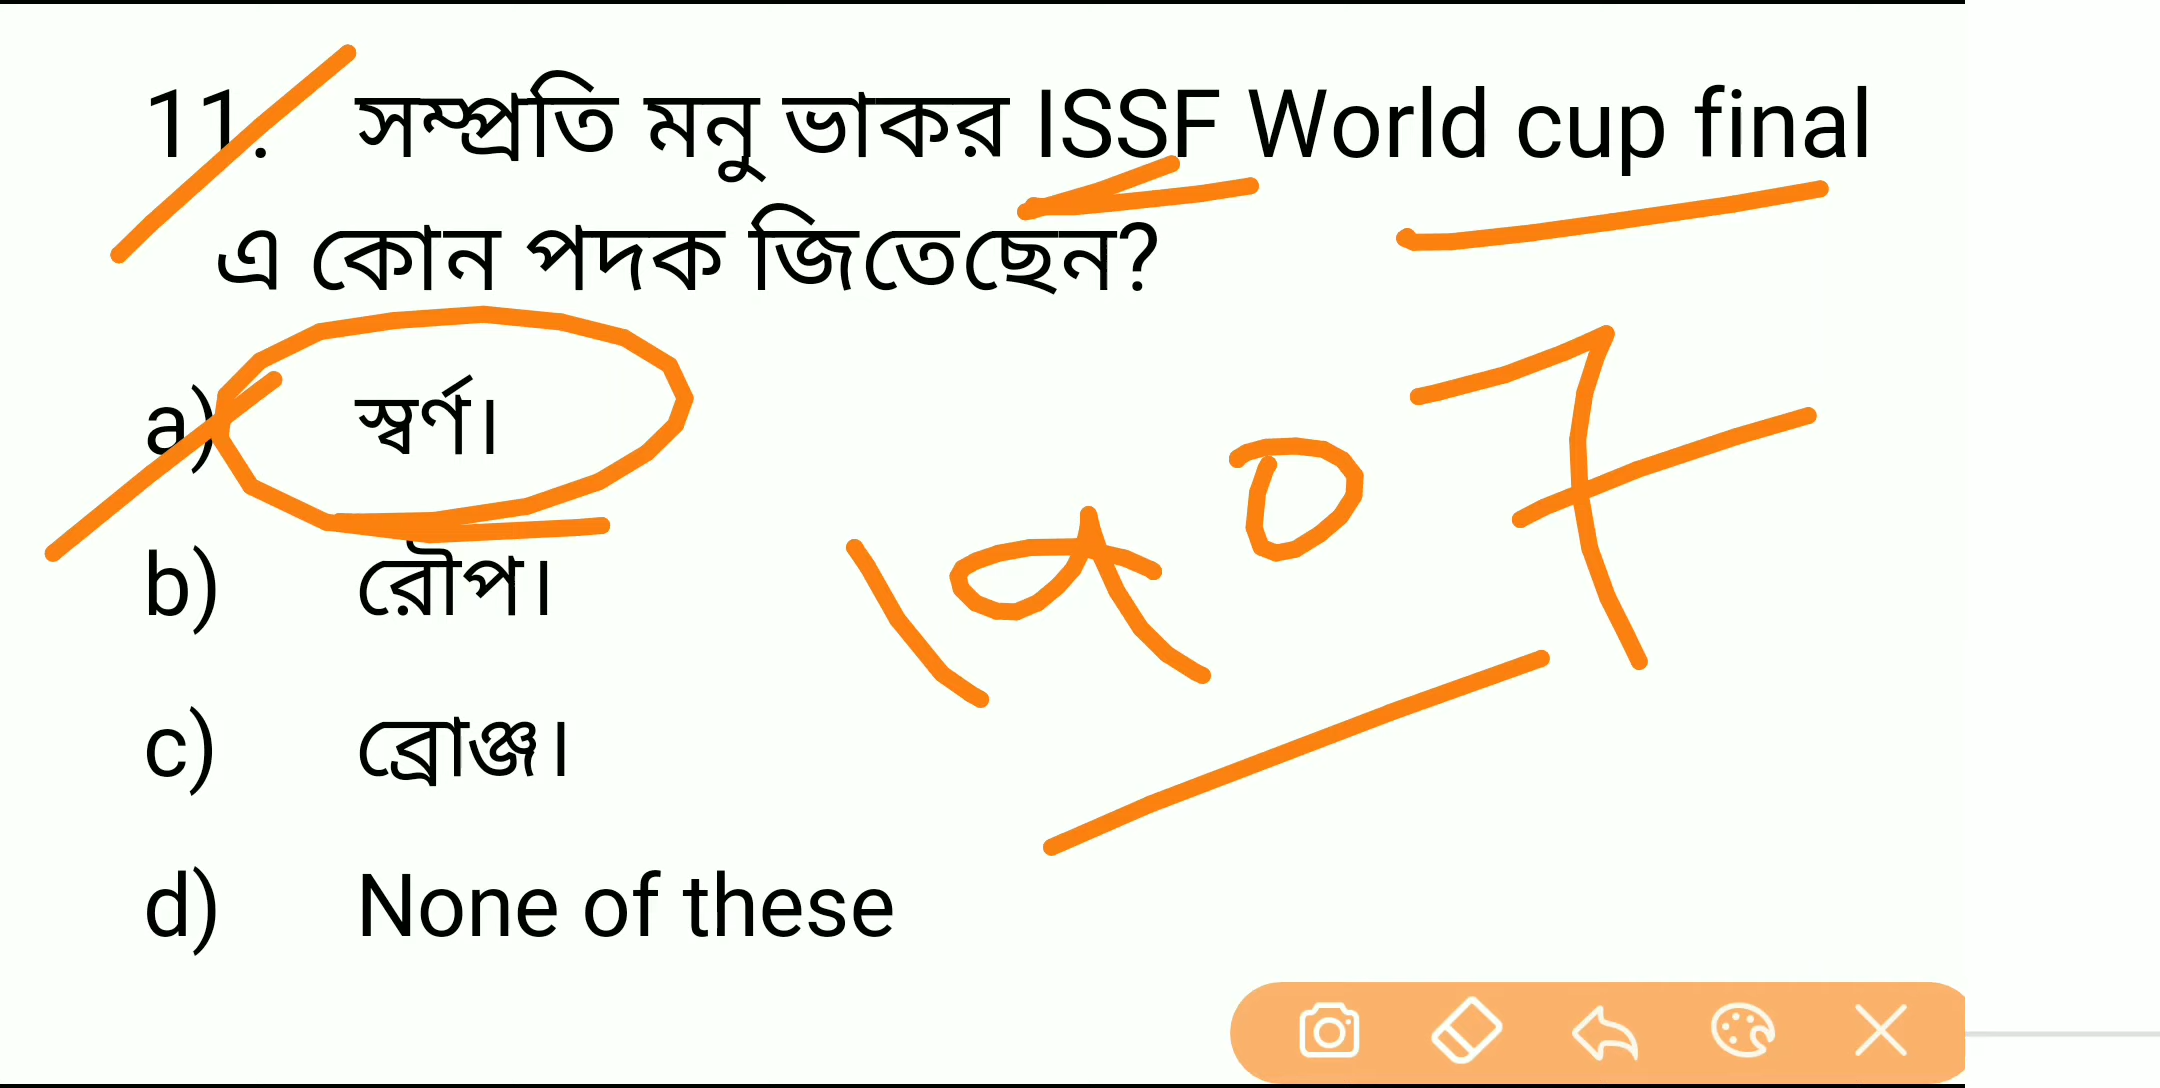 11. সম্প্রতি মনু ভাকর ISSF World cup final
এ কোন পদক জিতেছেন?
a) স্বর্ণ।
b) রৌপ।
c) ব্রোঞ্জ।
d) None of these